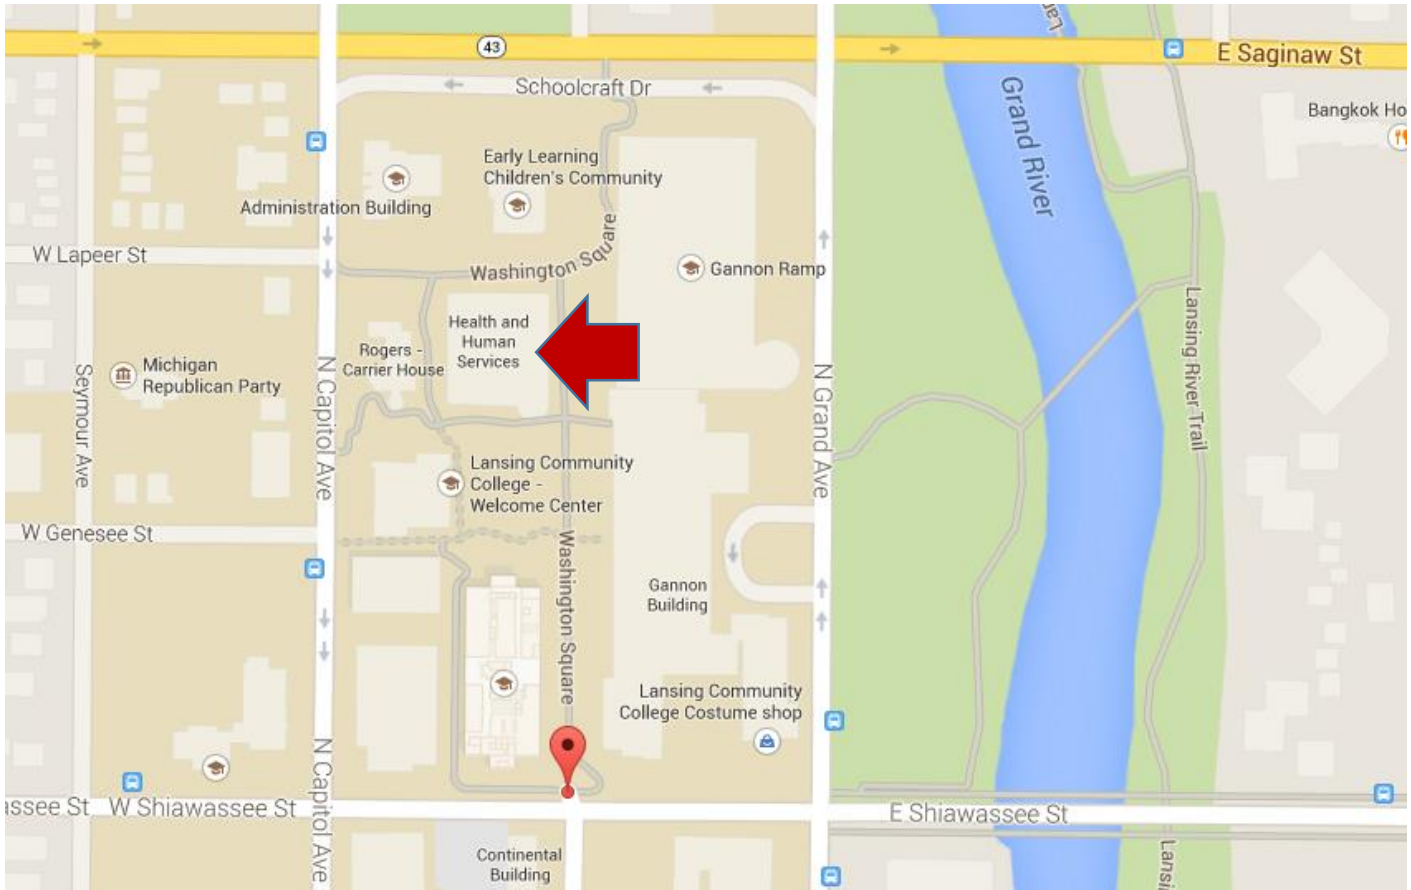 Lan
43
E Saginaw St
Schoolcraft Dr
Grand River
Bangkok Ho
Early Learning
Children's Community
Administration Building
W Lapeer St
Washington Square
Gannon Ramp
Health and
Human
Services
Rogers -
Carrier House
Michigan
Republican Party
Seymour Ave
N Capitol Ave
N Grand Ave
Lansing River Trail
Lansing Community
College -
Welcome Center
W Genesee St
Washington Square
Gannon
Building
Lansing Community
College Costume shop
N Capitol Ave
assee St
W Shiawassee St
E Shiawassee St
Continental
Building
Lansi